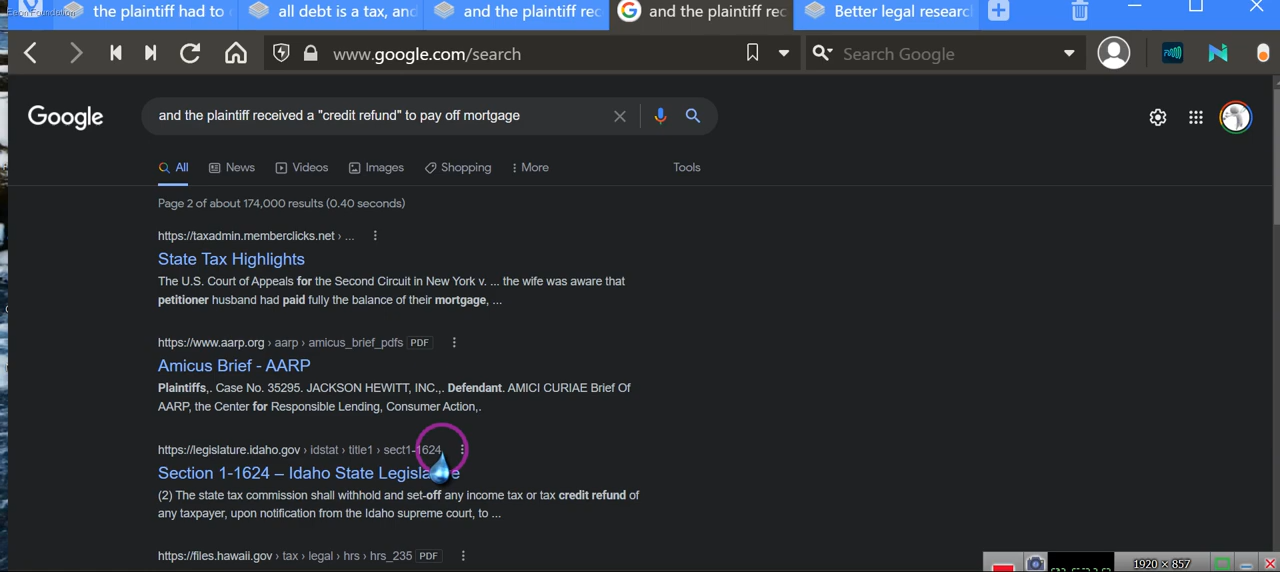 Eeon Foundation
the plaintiff had to
all debt is a tax, and
and the plaintiff rec
and the plaintiff rec
Better legal research
www.google.com/search
Search Google
Google
and the plaintiff received a "credit refund" to pay off mortgage
All
News
Videos
Images
Shopping
More
Tools
Page 2 of about 174,000 results (0.40 seconds)
https://taxadmin.memberclicks.net › ...
State Tax Highlights
The U.S. Court of Appeals for the Second Circuit in New York v. ... the wife was aware that
petitioner husband had paid fully the balance of their mortgage, ...
https://www.aarp.org › aarp › amicus_brief_pdfs PDF
Amicus Brief - AARP
Plaintiffs,. Case No. 35295. JACKSON HEWITT, INC.,. Defendant. AMICI CURIAE Brief Of
AARP, the Center for Responsible Lending, Consumer Action,.
https://legislature.idaho.gov › idstat › title1 › sect1-1624
Section 1-1624 – Idaho State Legislature
(2) The state tax commission shall withhold and set-off any income tax or tax credit refund of
any taxpayer, upon notification from the Idaho supreme court, to ...
https://files.hawaii.gov › tax › legal › hrs › hrs_235 PDF
1920 × 857